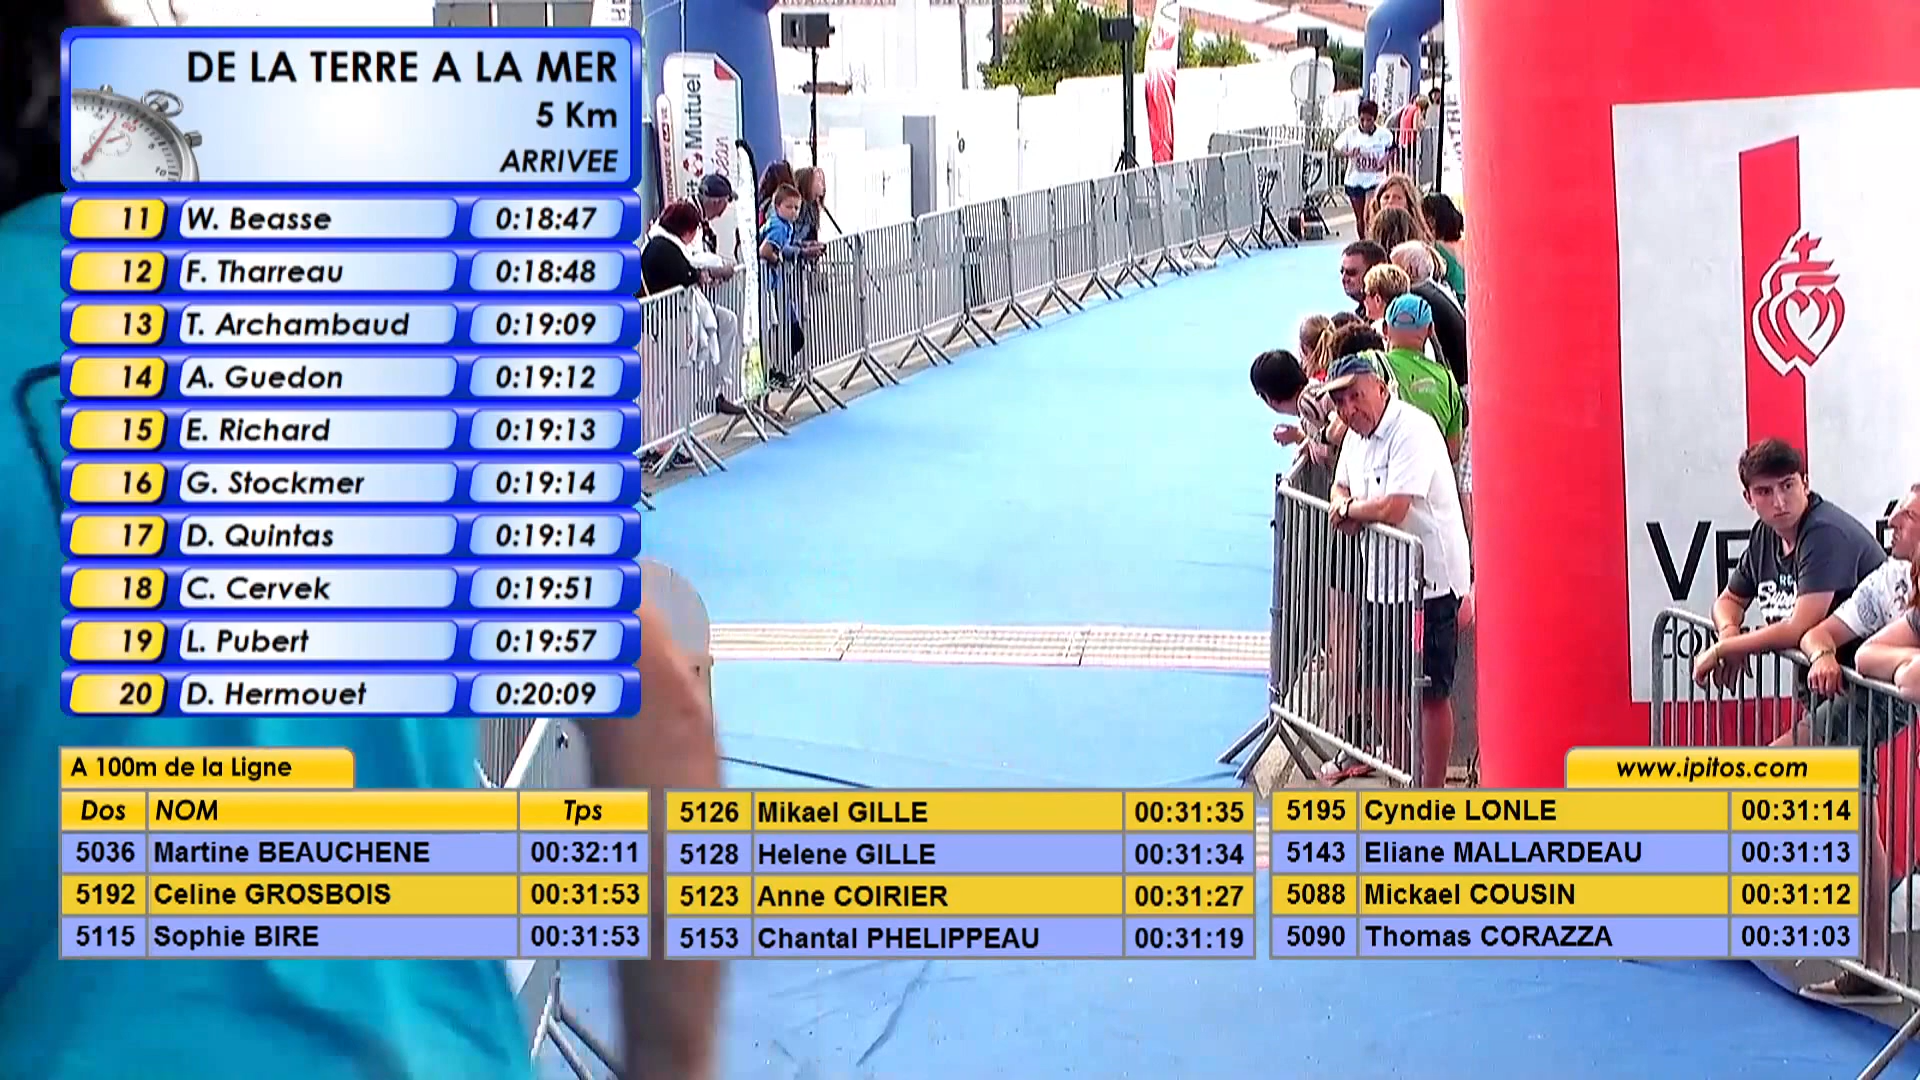 DE LA TERRE A LA MER
5 Km
ARRIVEE
11 W. Beasse 0:18:47
12 F. Tharreau 0:18:48
13 T. Archambaud 0:19:09
14 A. Guedon 0:19:12
15 E. Richard 0:19:13
16 G. Stockmer 0:19:14
17 D. Quintas 0:19:14
18 C. Cervek 0:19:51
19 L. Pubert 0:19:57
20 D. Hermouet 0:20:09
Mutuel
A 100m de la Ligne
www.ipitos.com
Dos NOM Tps
5036 Martine BEAUCHENE 00:32:11
5192 Celine GROSBOIS 00:31:53
5115 Sophie BIRE 00:31:53
5126 Mikael GILLE 00:31:35
5128 Helene GILLE 00:31:34
5123 Anne COIRIER 00:31:27
5153 Chantal PHELIPPEAU 00:31:19
5195 Cyndie LONLE 00:31:14
5143 Eliane MALLARDEAU 00:31:13
5088 Mickael COUSIN 00:31:12
5090 Thomas CORAZZA 00:31:03